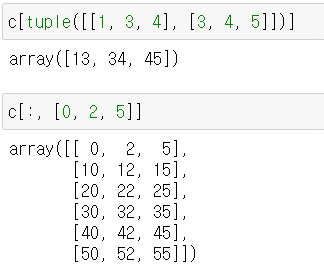 c[tuple([[1, 3, 4], [3, 4, 5]])]
array([13, 34, 45])
c[:, [0, 2, 5]]
array([[ 0,  2,  5],
       [10, 12, 15],
       [20, 22, 25],
       [30, 32, 35],
       [40, 42, 45],
       [50, 52, 55]])